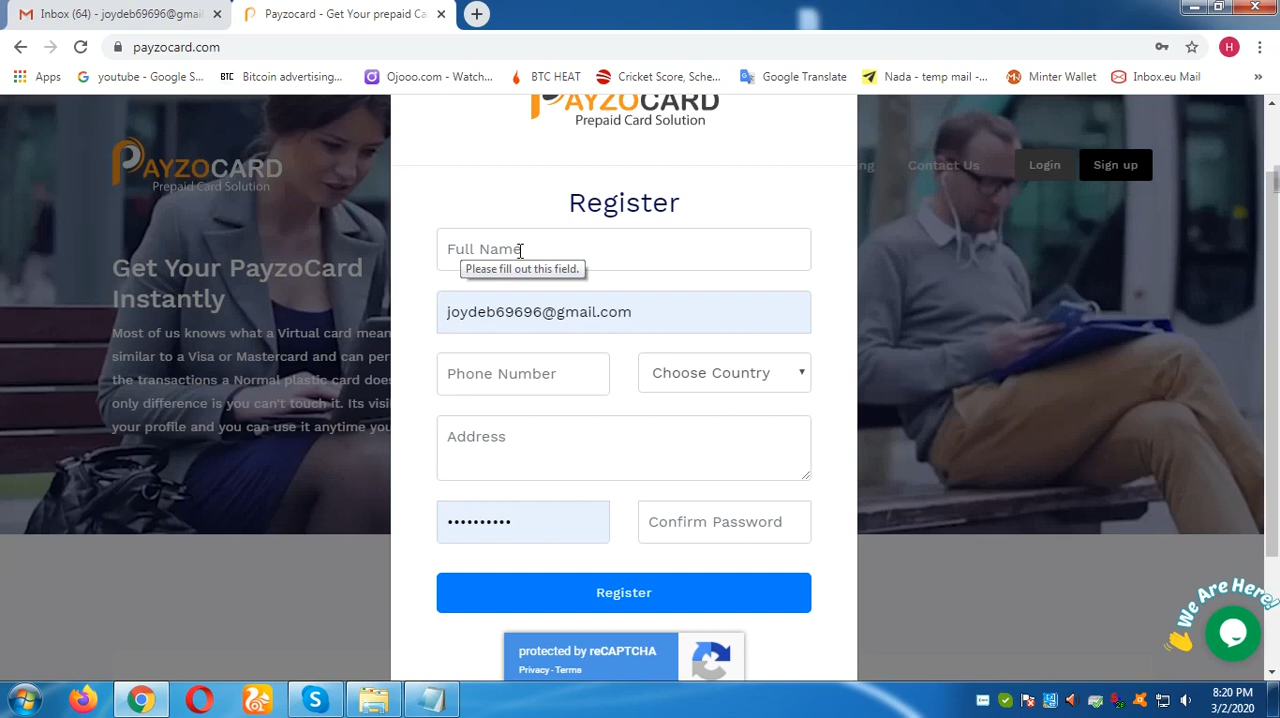 Inbox (64) - joydeb69696@gmai
Payzocard - Get Your prepaid Ca
payzocard.com
H
Apps
youtube - Google S...
Bitcoin advertising...
Ojooo.com - Watch...
BTC HEAT
Cricket Score, Sche...
Google Translate
Nada - temp mail -...
Minter Wallet
Inbox.eu Mail
»
PAYZOCARD
Prepaid Card Solution
PAYZOCARD
Prepaid Card Solution
ing
Contact Us
Login
Sign up
Register
Full Name
Please fill out this field.
Get Your PayzoCard
Instantly
Most of us knows what a Virtual card mean
similar to a Visa or Mastercard and can per
the transactions a Normal plastic card does
only difference is you can't touch it. Its visi
your profile and you can use it anytime you
joydeb69696@gmail.com
Phone Number
Choose Country
Address
••••••••••
Confirm Password
Register
We Are Here!
protected by reCAPTCHA
Privacy - Terms
8:20 PM
3/2/2020